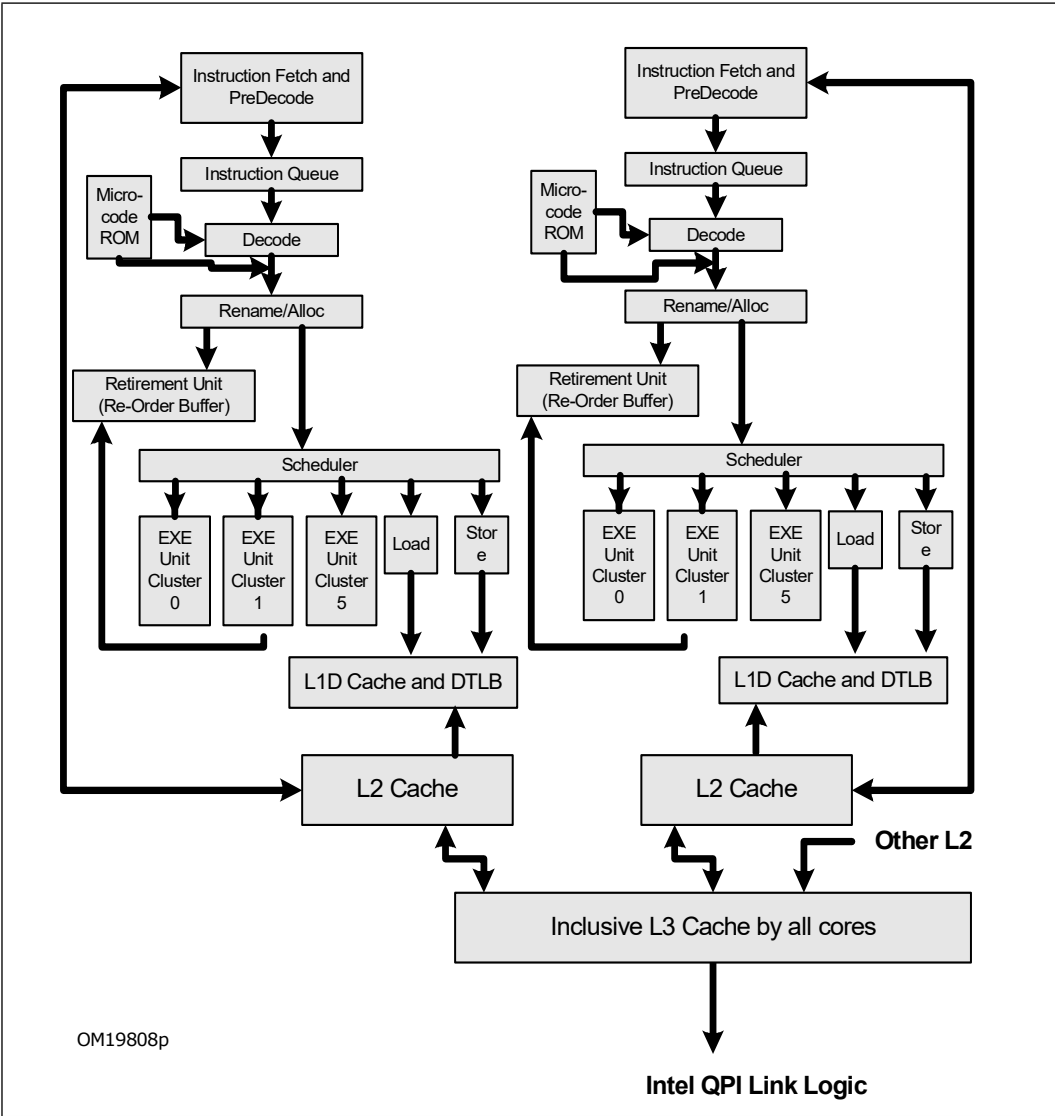 Instruction Fetch and
PreDecode
Instruction Queue
Micro-
code
ROM
Decode
Rename/Alloc
Retirement Unit
(Re-Order Buffer)
Scheduler
EXE
Unit
Cluster
0
EXE
Unit
Cluster
1
EXE
Unit
Cluster
5
Load
Stor
e
L1D Cache and DTLB
L2 Cache
Instruction Fetch and
PreDecode
Instruction Queue
Micro-
code
ROM
Decode
Rename/Alloc
Retirement Unit
(Re-Order Buffer)
Scheduler
EXE
Unit
Cluster
0
EXE
Unit
Cluster
1
EXE
Unit
Cluster
5
Load
Stor
e
L1D Cache and DTLB
L2 Cache
Other L2
Inclusive L3 Cache by all cores
OM19808p
Intel QPI Link Logic